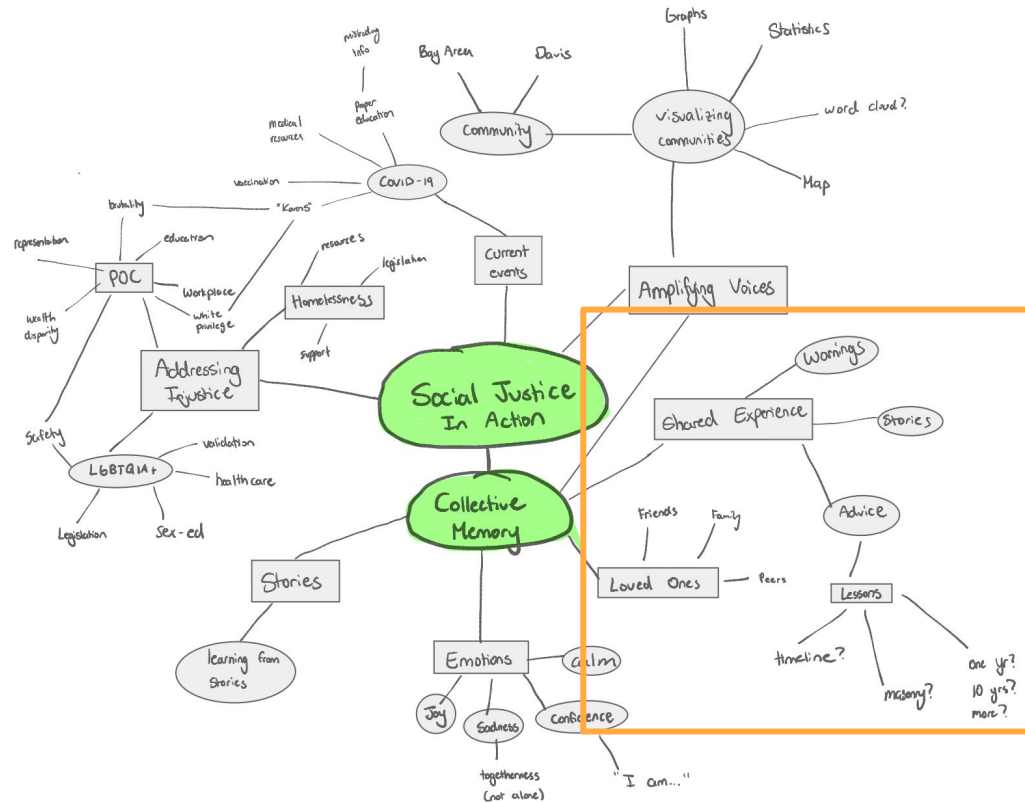 Graphs
Statistics
misleading
info
Bay Area
Davis
proper
education
Community
visualizing
communities
word cloud?
medical
resources
Map
vaccination
COVID-19
brutality
"Karens"
representation
education
resources
legislation
current
events
POC
Workplace
Homelessness
Amplifying Voices
wealth
disparity
white
privilege
support
Warnings
Addressing
Injustice
Social Justice
In Action
Shared Experience
Stories
Safety
validation
LGBTQIA+
healthcare
Collective
Memory
Friends
Family
Advice
Legislation
Sex-ed
Stories
Loved Ones
Peers
Lessons
learning from
Stories
Emotions
calm
timeline?
masonry?
one yr?
10 yrs?
more?
Joy
Sadness
Confidence
togetherness
(not alone)
"I am..."